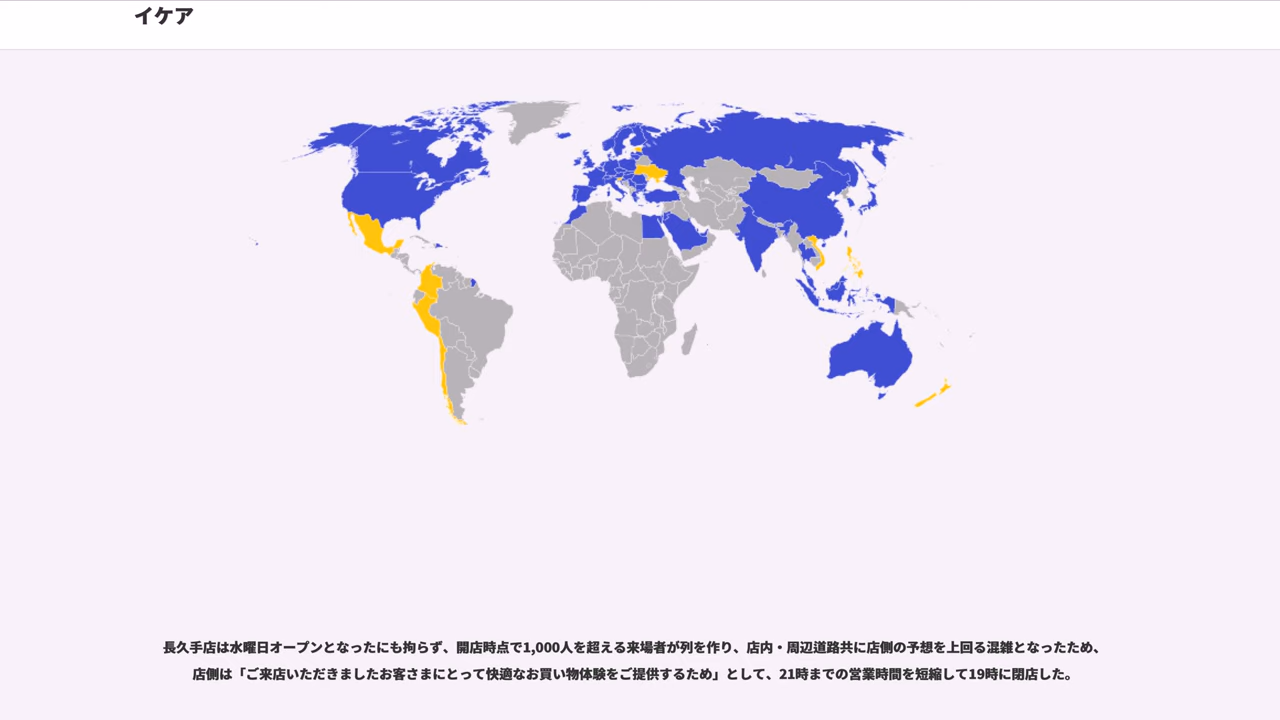 イケア
長久手店は水曜日オープンとなったにも拘らず、開店時点で1,000人を超える来場者が列を作り、店内・周辺道路共に店側の予想を上回る混雑となったため、
店側は「ご来店いただきましたお客さまにとって快適なお買い物体験をご提供するため」として、21時までの営業時間を短縮して19時に閉店した。